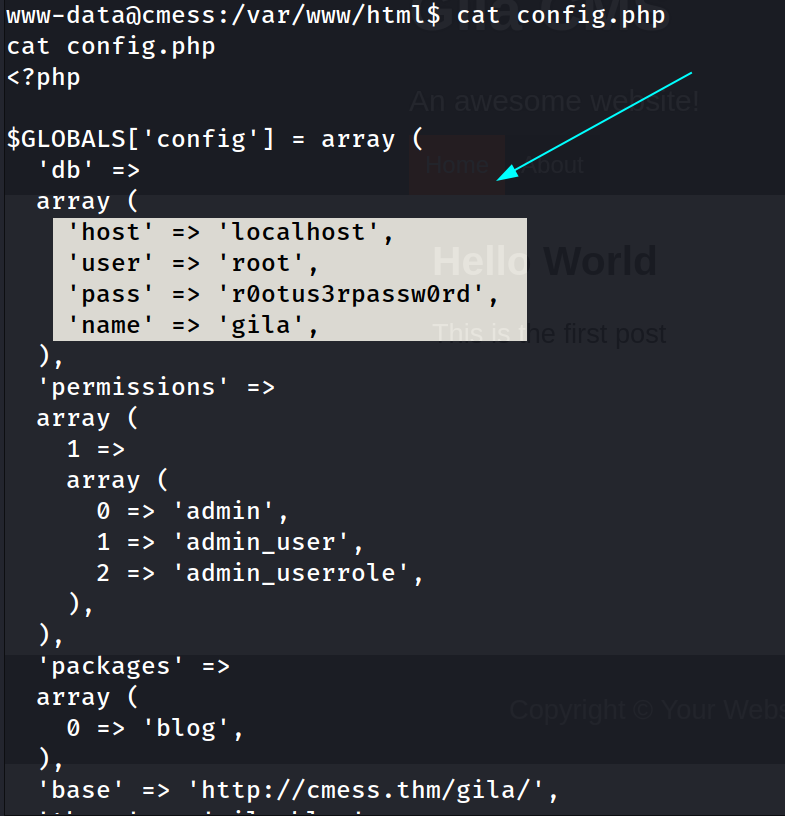 www-data@cmess:/var/www/html$ cat config.php
cat config.php
<?php
An awesome website!
$GLOBALS['config'] = array (
'db' =>
Home About
array (
'host' => 'localhost',
'user' => 'root',
Hello World
'pass' => 'r0otus3rpassw0rd',
'name' => 'gila',
This is the first post
),
'permissions' =>
array (
1 =>
array (
0 => 'admin',
1 => 'admin_user',
2 => 'admin_userrole',
),
),
'packages' =>
array (
0 => 'blog',
Copyright © Your Webs
),
'base' => 'http://cmess.thm/gila/',